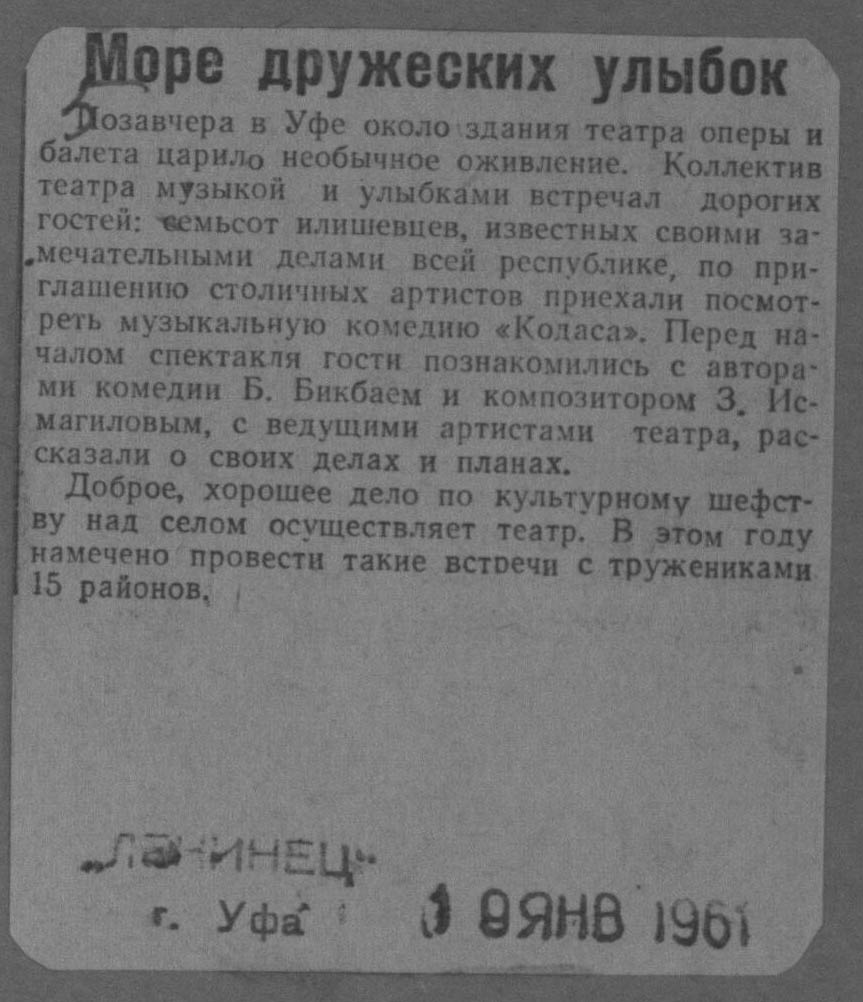 Море дружеских улыбок
Позавчера в Уфе около здания театра оперы и
балета царило необычное оживление. Коллектив
театра музыкой и улыбками встречал дорогих
гостей: семьсот илишевцев, известных своими за-
мечательными делами всей республике, по при-
глашению столичных артистов приехали посмот-
реть музыкальную комедию «Кодаса». Перед на-
чалом спектакля гости познакомились с автора-
ми комедии Б. Бикбаем и композитором З. Ис-
магиловым, с ведущими артистами театра, рас-
сказали о своих делах и планах.
Доброе, хорошее дело по культурному шефст-
ву над селом осуществляет театр. В этом году
намечено провести такие встречи с тружениками
15 районов.
„ЛЕНИНЕЦ“
г. Уфа
ЯНВ 1961